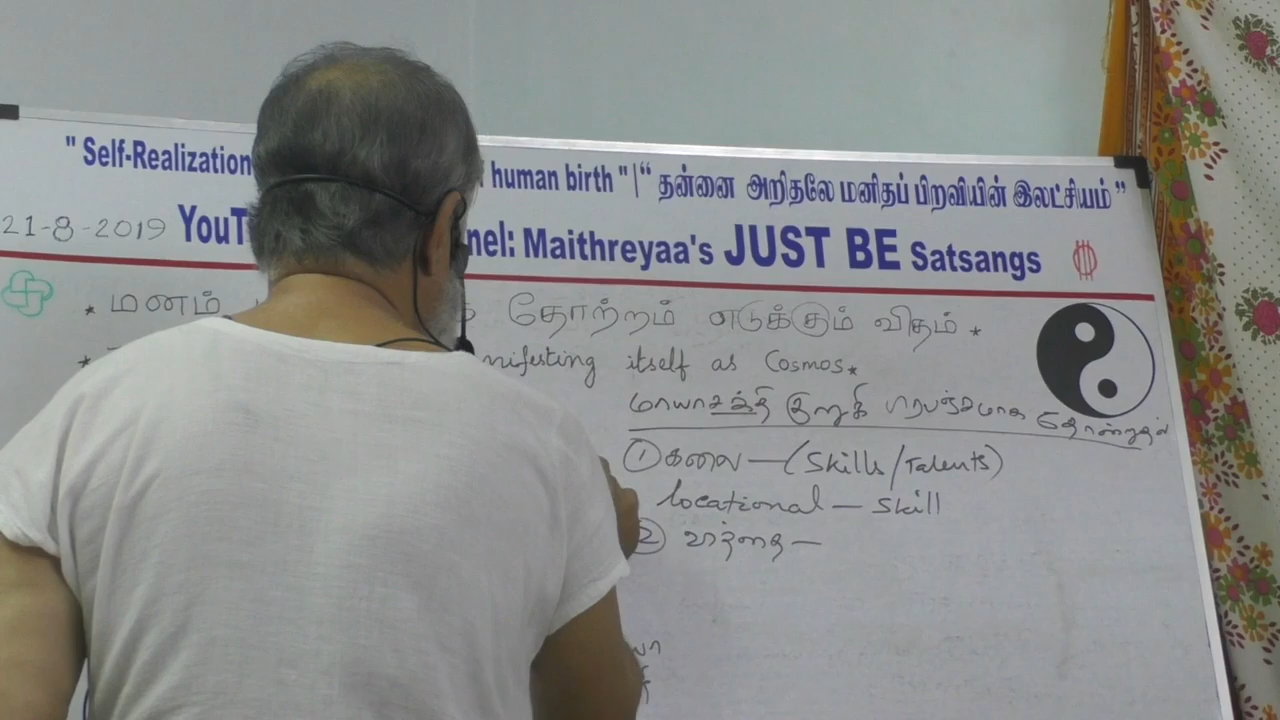 " Self-Realization human birth " | “ தன்னை அறிதலே மனிதப் பிறவியின் இலட்சியம் ”
21-8-2019 YouT nel: Maithreyaa's JUST BE Satsangs
* மனம் தோற்றம் எடுக்கும் விதம் *
* nifesting itself as Cosmos *
மாயாசக்தி குறுகி பிரபஞ்சமாக தோன்றுதல்
① கலை — (Skills/Talents)
locational — Skill
② வித்தை —